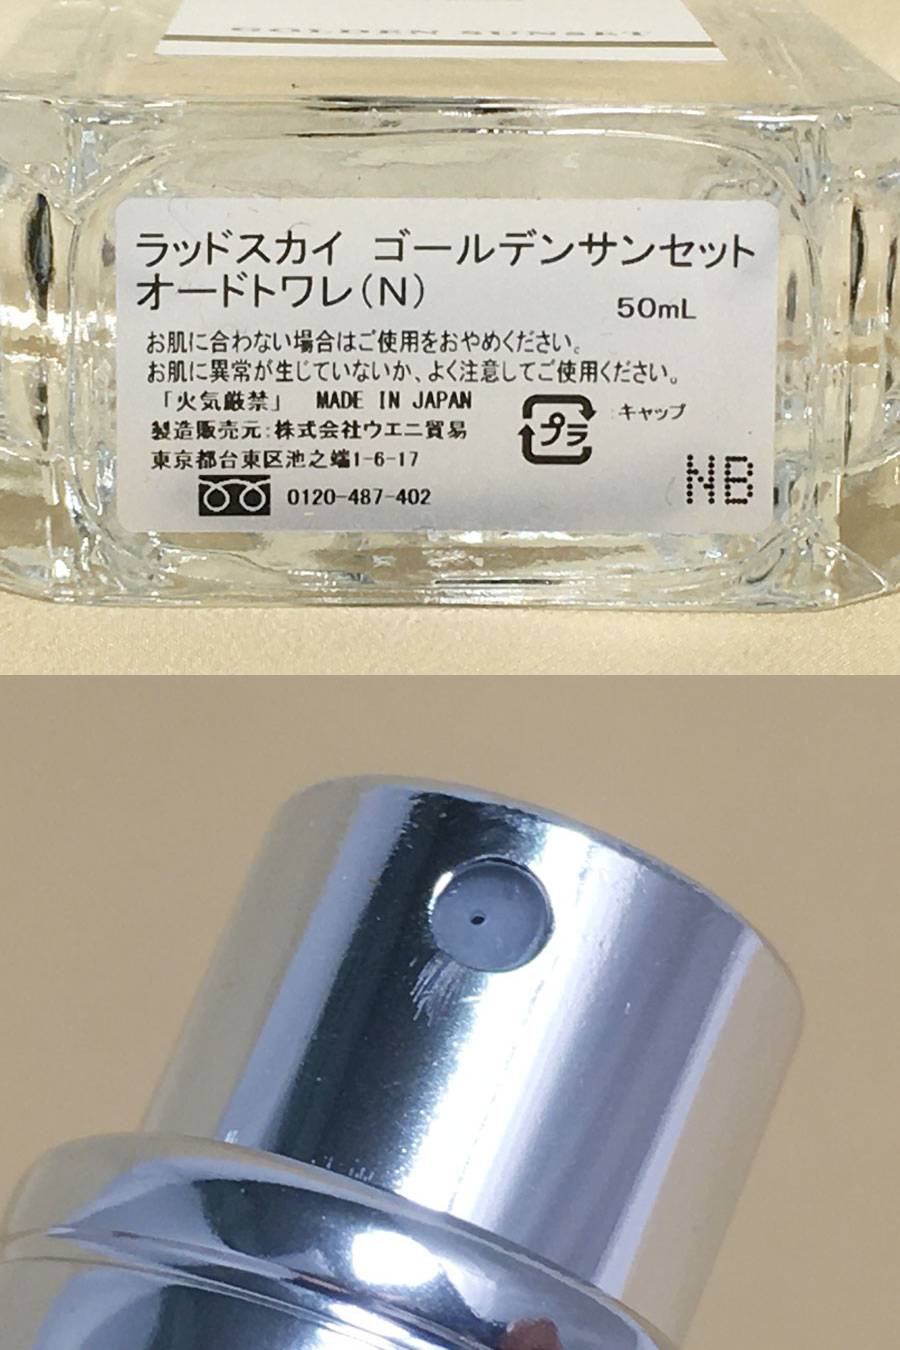 GOLDEN SUNSET
ラッドスカイ ゴールデンサンセット
オードトワレ(N)
50mL
お肌に合わない場合はご使用をおやめください。
お肌に異常が生じていないか、よく注意してご使用ください。
「火気厳禁」 MADE IN JAPAN
製造販売元:株式会社ウエニ貿易
東京都台東区池之端1-6-17
0120-487-402
プラ
:キャップ
NB